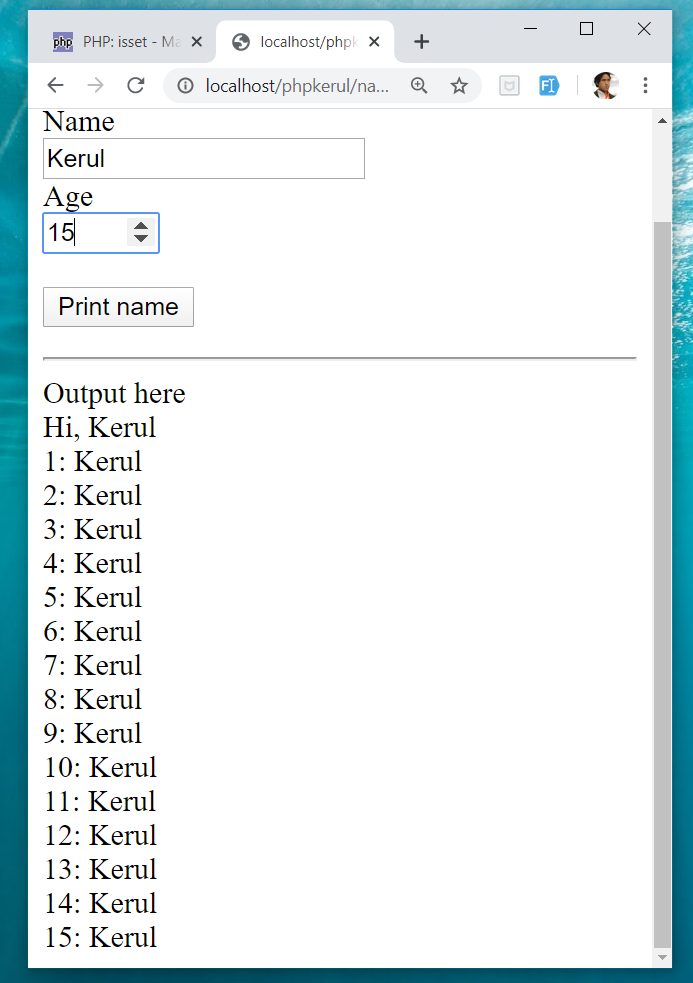 php PHP: isset - Ma localhost/phpk
localhost/phpkerul/na...
Name
Kerul
Age
15
Print name
Output here
Hi, Kerul
1: Kerul
2: Kerul
3: Kerul
4: Kerul
5: Kerul
6: Kerul
7: Kerul
8: Kerul
9: Kerul
10: Kerul
11: Kerul
12: Kerul
13: Kerul
14: Kerul
15: Kerul